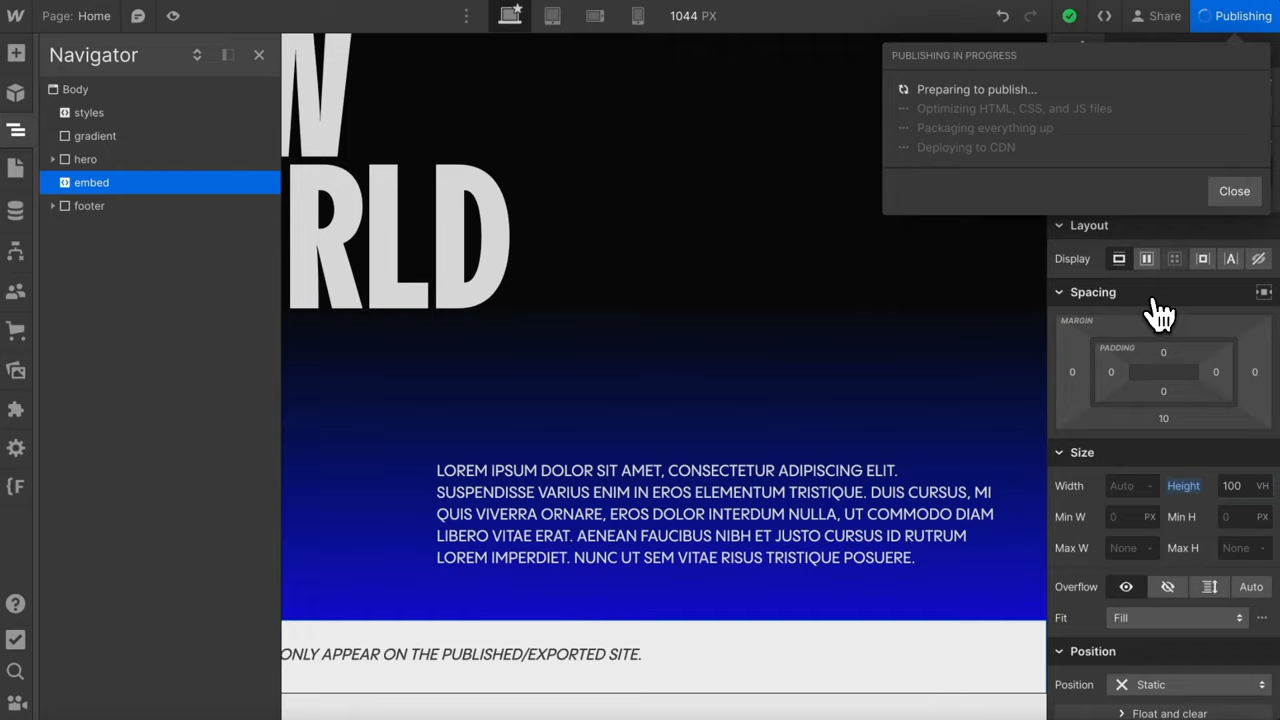 Page: Home
1044 PX
Share
Publishing
Navigator
Body
styles
gradient
hero
embed
footer
W
RLD
LOREM IPSUM DOLOR SIT AMET, CONSECTETUR ADIPISCING ELIT.
SUSPENDISSE VARIUS ENIM IN EROS ELEMENTUM TRISTIQUE. DUIS CURSUS, MI
QUIS VIVERRA ORNARE, EROS DOLOR INTERDUM NULLA, UT COMMODO DIAM
LIBERO VITAE ERAT. AENEAN FAUCIBUS NIBH ET JUSTO CURSUS ID RUTRUM
LOREM IMPERDIET. NUNC UT SEM VITAE RISUS TRISTIQUE POSUERE.
ONLY APPEAR ON THE PUBLISHED/EXPORTED SITE.
PUBLISHING IN PROGRESS
Preparing to publish...
Optimizing HTML, CSS, and JS files
Packaging everything up
Deploying to CDN
Close
Layout
Display
Spacing
MARGIN
PADDING
0
0 0 0 0
0
10
Size
Width Auto - Height 100 VH
Min W 0 PX Min H 0 PX
Max W None - Max H None -
Overflow Auto
Fit Fill
Position
Position Static
Float and clear